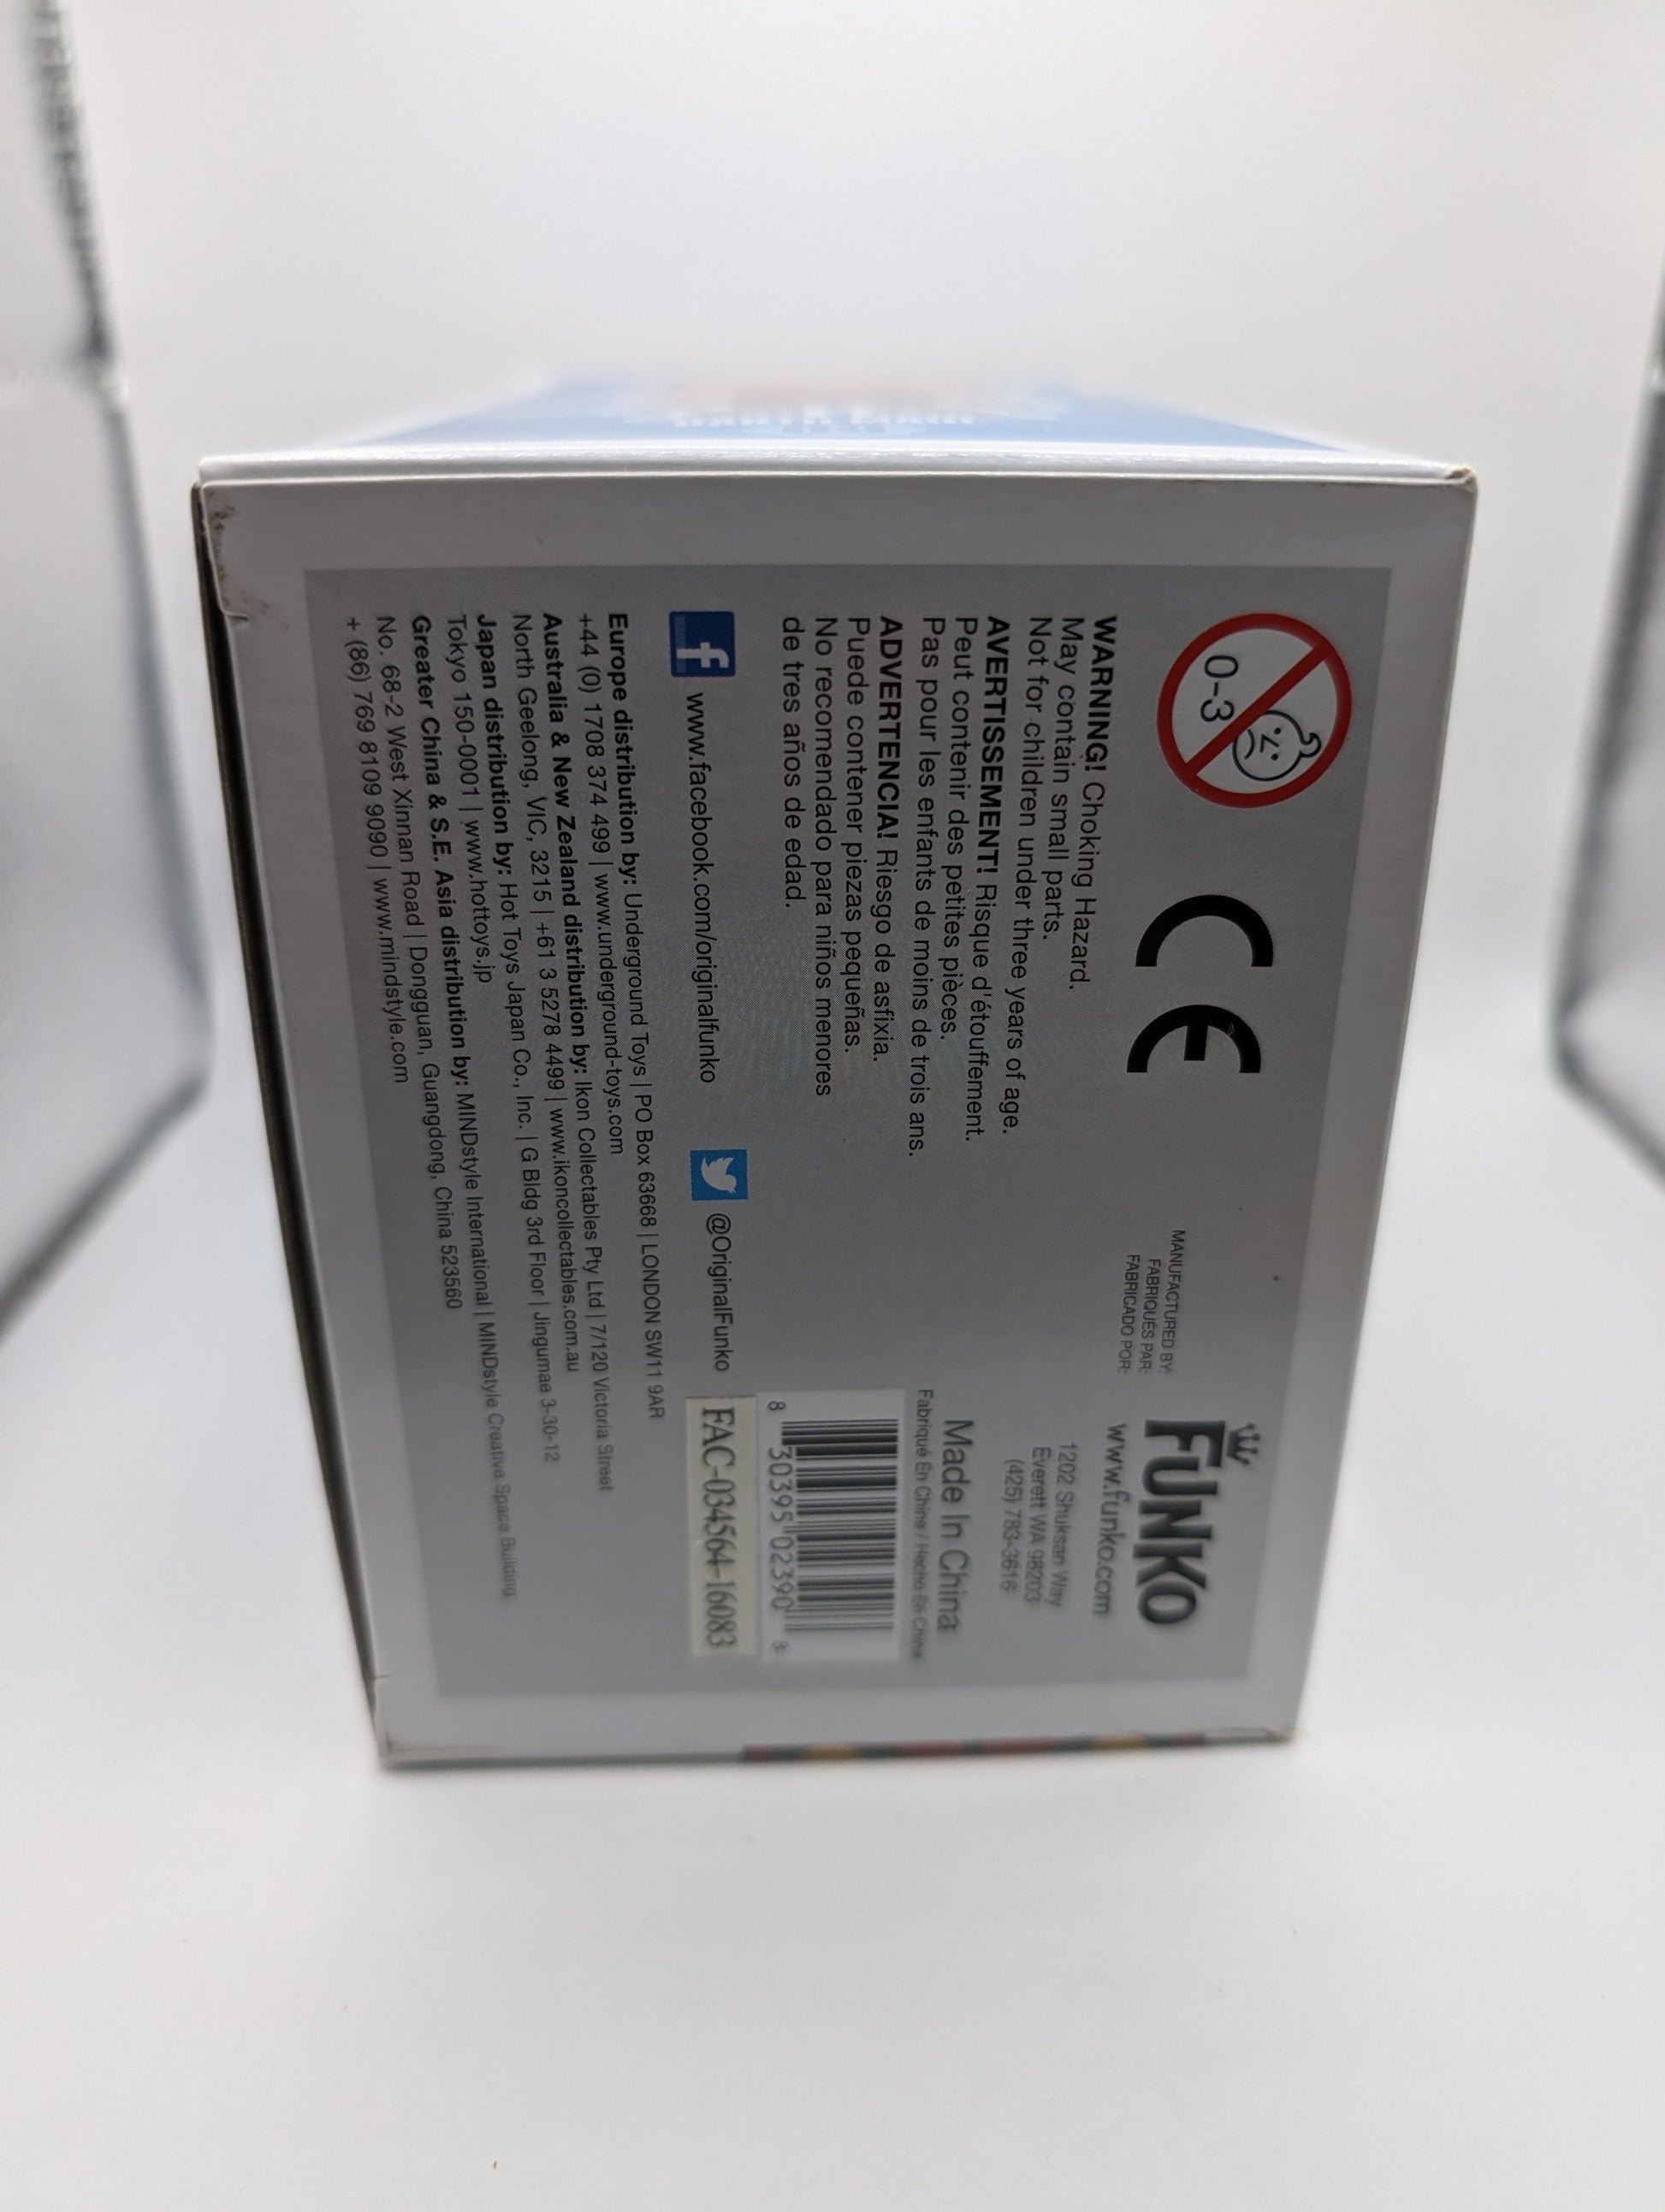 0-3
CE
WARNING! Choking Hazard.
May contain small parts.
Not for children under three years of age.
AVERTISSEMENT! Risque d'étouffement.
Peut contenir des petites pièces.
Pas pour les enfants de moins de trois ans.
ADVERTENCIA! Riesgo de asfixia.
Puede contener piezas pequeñas.
No recomendado para niños menores
de tres años de edad.
MANUFACTURED BY:
FABRIQUÉS PAR:
FABRICADO POR:
FUNKO
www.funko.com
1202 Shuksan Way
Everett WA 98203
(425) 783-3616
Made In China
Fabriqué En Chine / Hecho En China
8 30395 02390 8
FAC-034564-16083
f www.facebook.com/originalfunko
@OriginalFunko
Europe distribution by: Underground Toys | PO Box 63668 | LONDON SW11 9AR
+44 (0) 1708 374 499 | www.underground-toys.com
Australia & New Zealand distribution by: Ikon Collectables Pty Ltd | 7/120 Victoria Street
North Geelong, VIC, 3215 | +61 3 5278 4499 | www.ikoncollectables.com.au
Japan distribution by: Hot Toys Japan Co., Inc. | G Bldg 3rd Floor | Jingumae 3-30-12
Tokyo 150-0001 | www.hottoys.jp
Greater China & S.E. Asia distribution by: MINDstyle International | MINDstyle Creative Space Building,
No. 68-2 West Xinnan Road | Dongguan, Guangdong, China 523560
+ (86) 769 8109 9090 | www.mindstyle.com